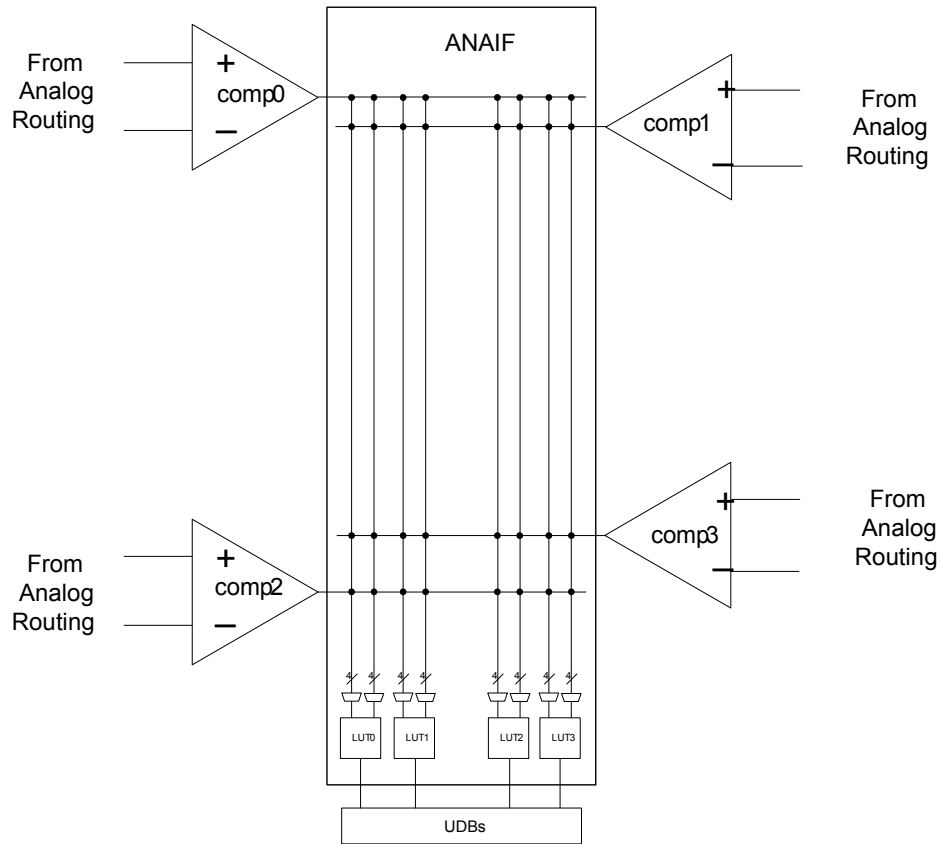 ANAIF
From
Analog
Routing
+
comp0
−
+
comp1
−
From
Analog
Routing
From
Analog
Routing
+
comp2
−
+
comp3
−
From
Analog
Routing
4 4 4 4 4 4 4 4
LUT0 LUT1 LUT2 LUT3
UDBs